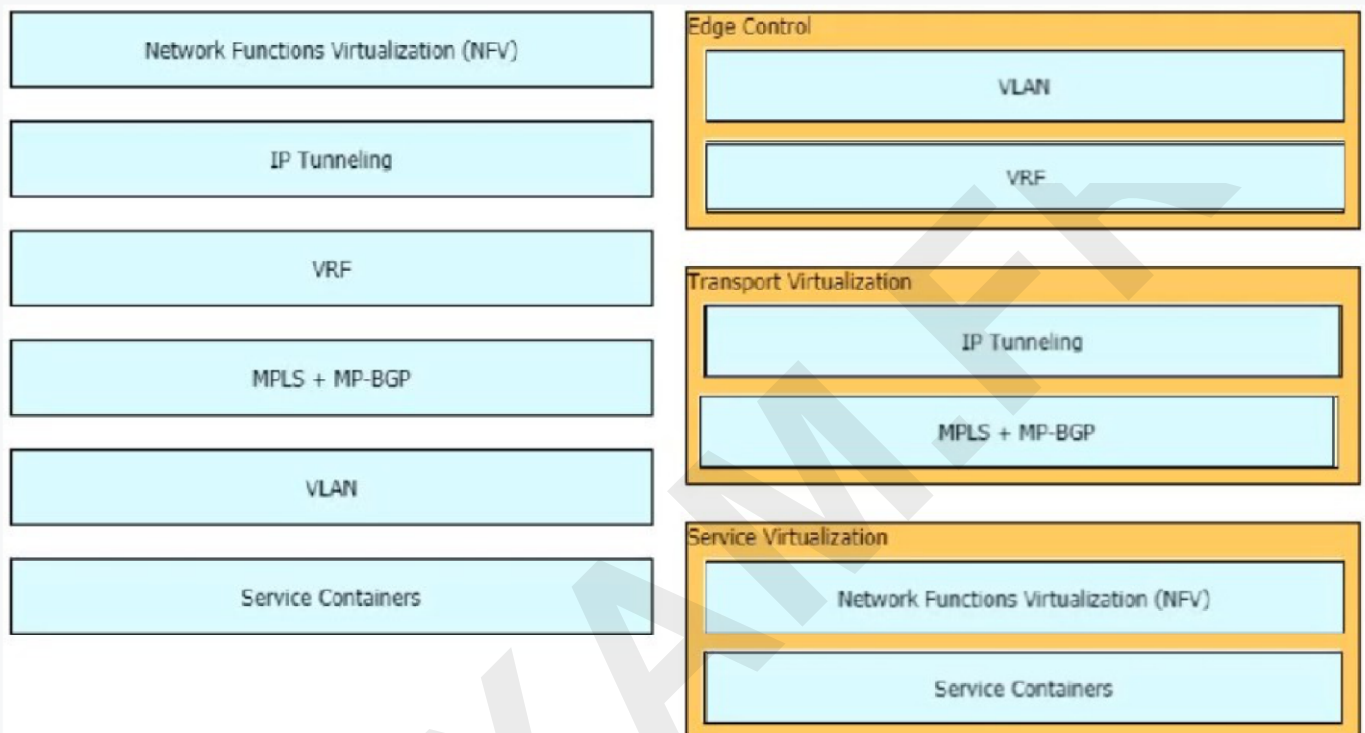 Network Functions Virtualization (NFV)
IP Tunneling
VRF
MPLS + MP-BGP
VLAN
Service Containers
Edge Control
VLAN
VRF
Transport Virtualization
IP Tunneling
MPLS + MP-BGP
Service Virtualization
Network Functions Virtualization (NFV)
Service Containers